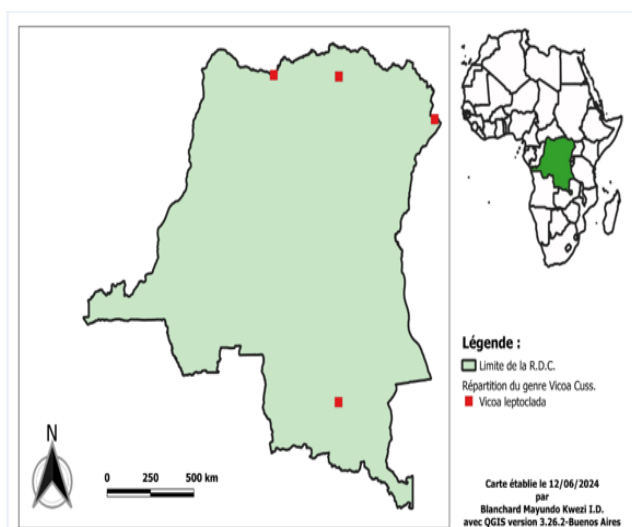 Légende :
Limite de la R.D.C.
Répartition du genre Vicoa Cuss.
Vicoa leptoclada
N
0 250 500 km
Carte établie le 12/06/2024
par
Blanchard Mayundo Kwezi I.D.
avec QGIS version 3.26.2-Buenos Aires